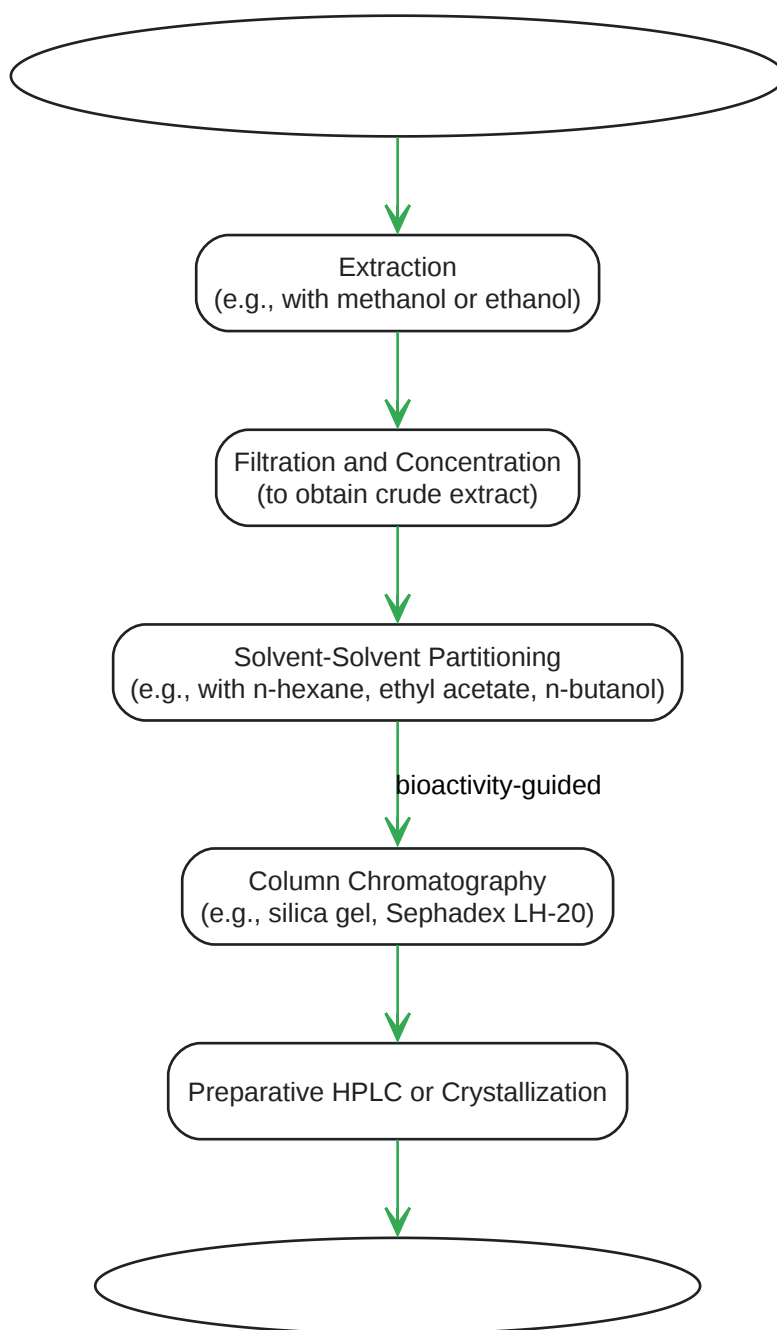 Extraction
(e.g., with methanol or ethanol)
Filtration and Concentration
(to obtain crude extract)
Solvent-Solvent Partitioning
(e.g., with n-hexane, ethyl acetate, n-butanol)
bioactivity-guided
Column Chromatography
(e.g., silica gel, Sephadex LH-20)
Preparative HPLC or Crystallization